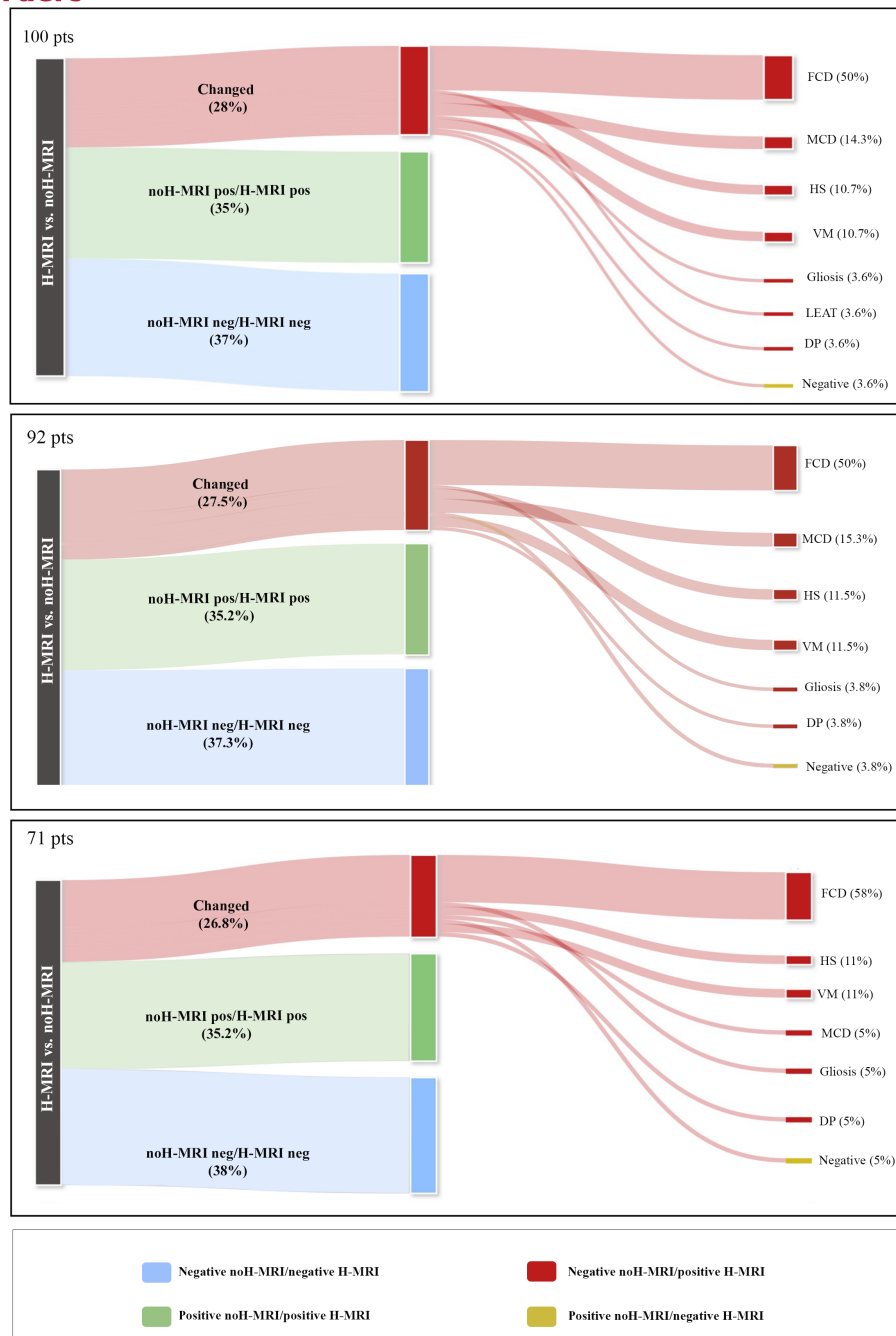 100 pts
H-MRI vs. noH-MRI
Changed
(28%)
noH-MRI pos/H-MRI pos
(35%)
noH-MRI neg/H-MRI neg
(37%)
FCD (50%)
MCD (14.3%)
HS (10.7%)
VM (10.7%)
Gliosis (3.6%)
LEAT (3.6%)
DP (3.6%)
Negative (3.6%)
92 pts
H-MRI vs. noH-MRI
Changed
(27.5%)
noH-MRI pos/H-MRI pos
(35.2%)
noH-MRI neg/H-MRI neg
(37.3%)
FCD (50%)
MCD (15.3%)
HS (11.5%)
VM (11.5%)
Gliosis (3.8%)
DP (3.8%)
Negative (3.8%)
71 pts
H-MRI vs. noH-MRI
Changed
(26.8%)
noH-MRI pos/H-MRI pos
(35.2%)
noH-MRI neg/H-MRI neg
(38%)
FCD (58%)
HS (11%)
VM (11%)
MCD (5%)
Gliosis (5%)
DP (5%)
Negative (5%)
Negative noH-MRI/negative H-MRI
Negative noH-MRI/positive H-MRI
Positive noH-MRI/positive H-MRI
Positive noH-MRI/negative H-MRI